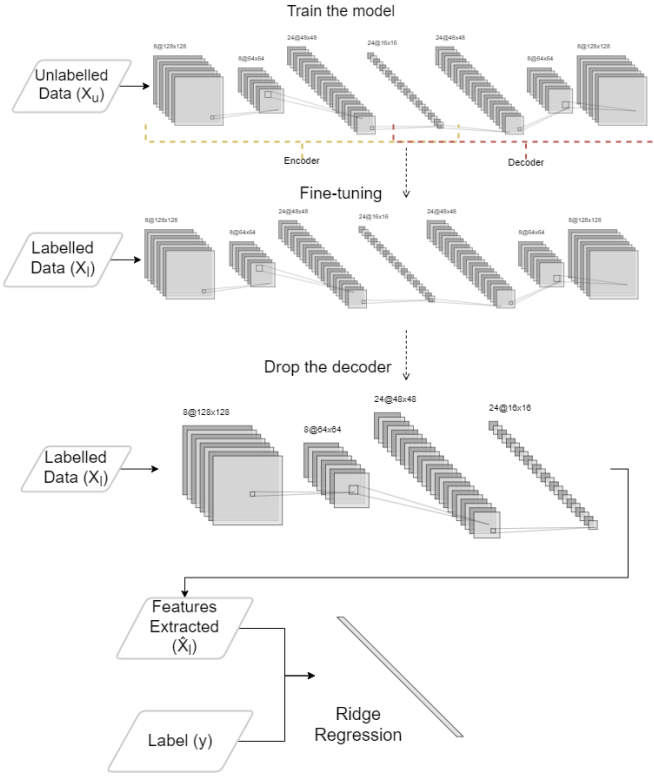 Train the model
8@128x128
8@64x64
24@48x48
24@16x16
24@48x48
8@64x64
8@128x128
Unlabelled
Data (Xu)
Encoder
Decoder
Fine-tuning
8@128x128
8@64x64
24@48x48
24@16x16
24@48x48
8@64x64
8@128x128
Labelled
Data (Xl)
Drop the decoder
8@128x128
8@64x64
24@48x48
24@16x16
Labelled
Data (Xl)
Features
Extracted
(X̂l)
Label (y)
Ridge
Regression